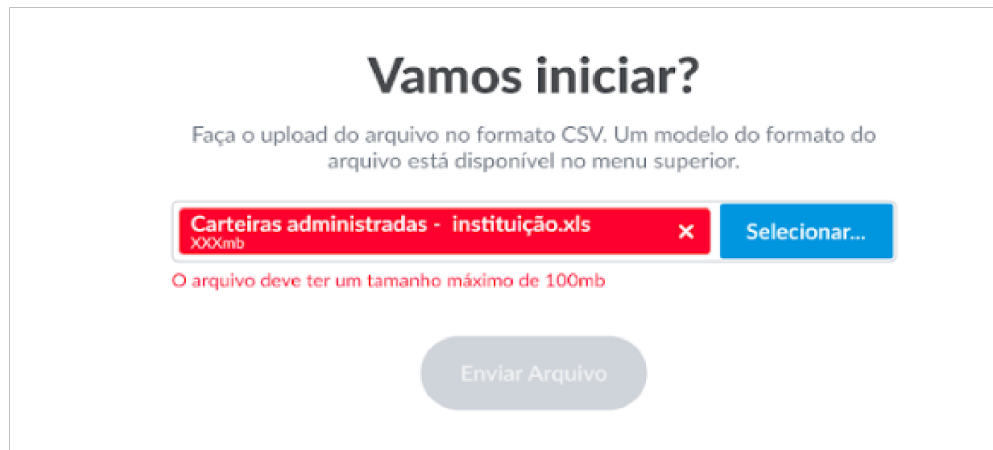 Vamos iniciar?
Faça o upload do arquivo no formato CSV. Um modelo do formato do
arquivo está disponível no menu superior.
Carteiras administradas - instituição.xls
XXXmb
×
Selecionar...
O arquivo deve ter um tamanho máximo de 100mb
Enviar Arquivo